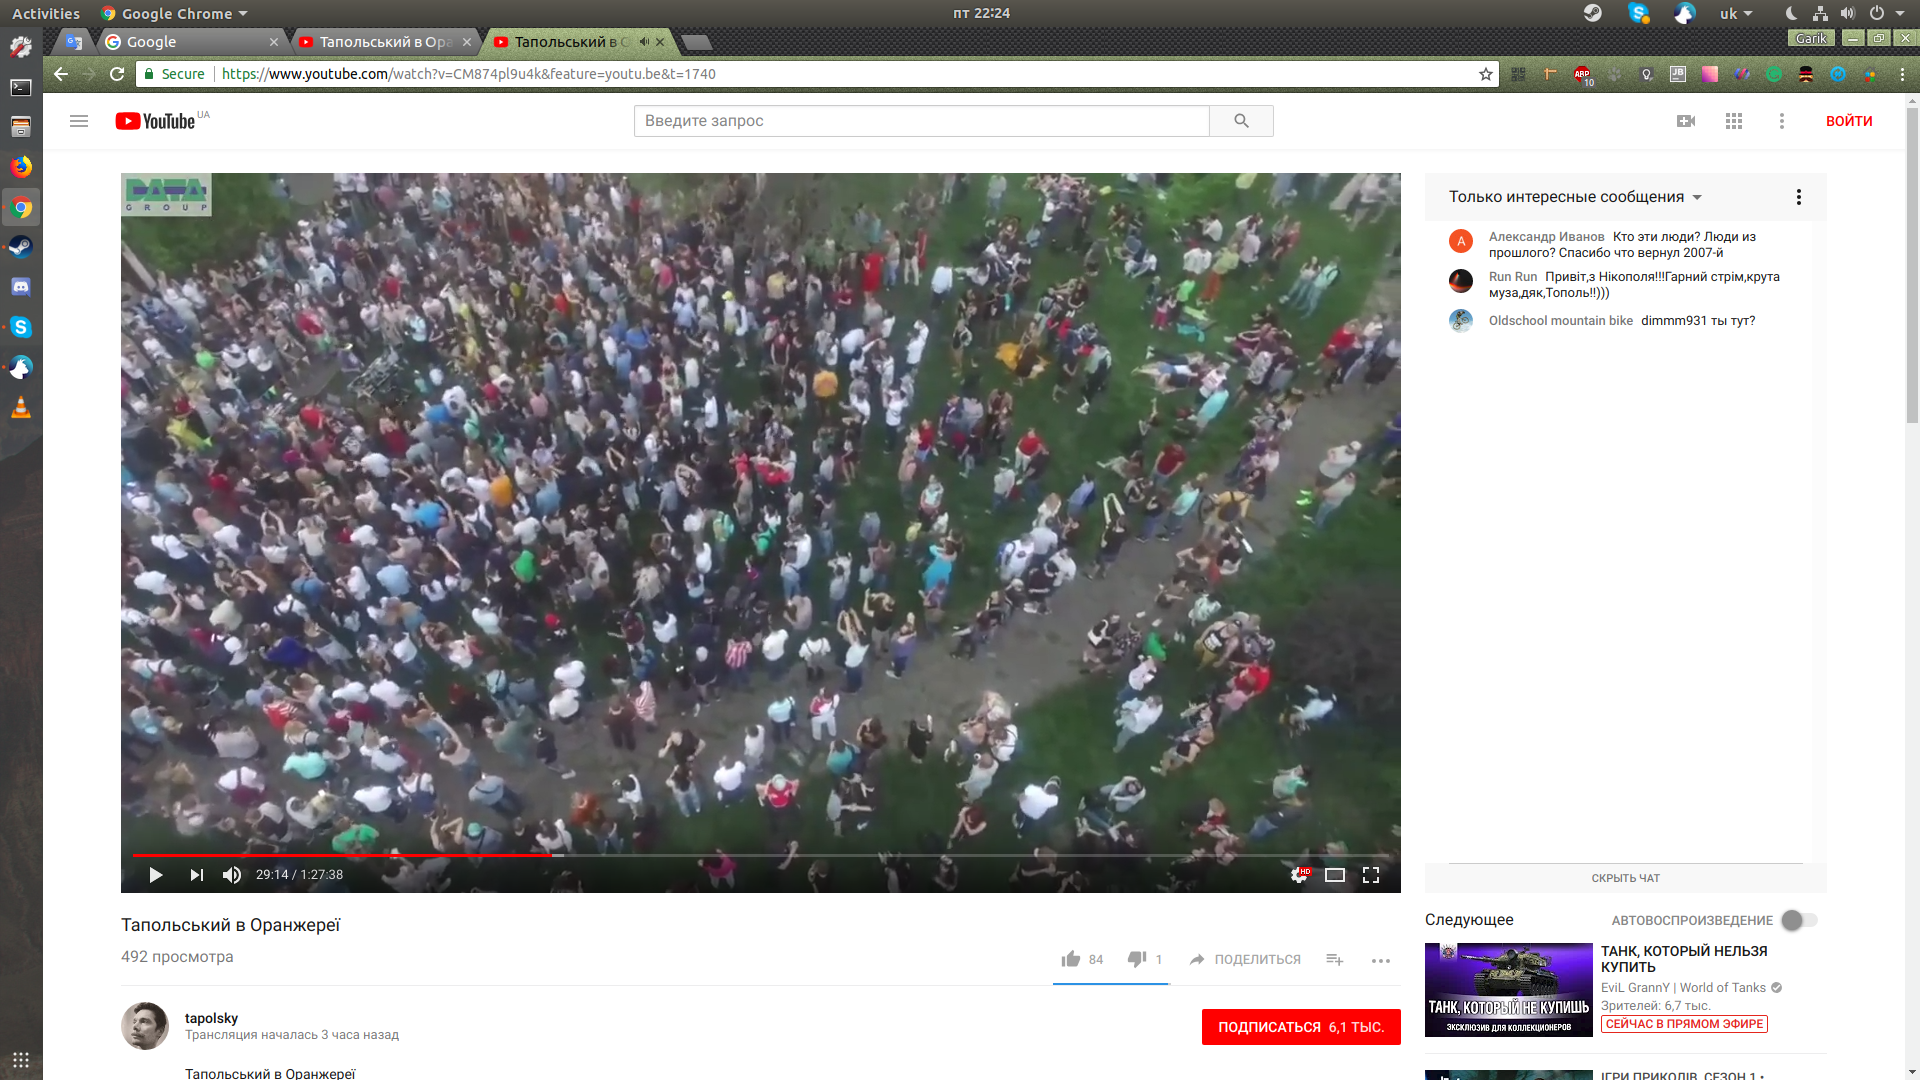 Activities
Google Chrome
пт 22:24
uk
Google
Тапольський в Ора
Тапольський в О
Garik
Secure
https://www.youtube.com/watch?v=CM874pl9u4k&feature=youtu.be&t=1740
ABP
10
JB
YouTube
UA
Введите запрос
ВОЙТИ
DATA
GROUP
29:14 / 1:27:38
HD
Только интересные сообщения
А
Александр Иванов Кто эти люди? Люди из
прошлого? Спасибо что вернул 2007-й
Run Run Привіт,з Нікополя!!!Гарний стрім,крута
муза,дяк,Тополь!!)))
Oldschool mountain bike dimmm931 ты тут?
СКРЫТЬ ЧАТ
Тапольський в Оранжереї
492 просмотра
84
1
ПОДЕЛИТЬСЯ
tapolsky
Трансляция началась 3 часа назад
ПОДПИСАТЬСЯ 6,1 ТЫС.
Тапольський в Оранжереї
Следующее
АВТОВОСПРОИЗВЕДЕНИЕ
ТАНК, КОТОРЫЙ НЕ КУПИШЬ
ЭКСКЛЮЗИВ ДЛЯ КОЛЛЕКЦИОНЕРОВ
ТАНК, КОТОРЫЙ НЕЛЬЗЯ
КУПИТЬ
EviL GrannY | World of Tanks
Зрителей: 6,7 тыс.
СЕЙЧАС В ПРЯМОМ ЭФИРЕ
ІГРИ ПРИКОЛІВ. СЕЗОН 1 •